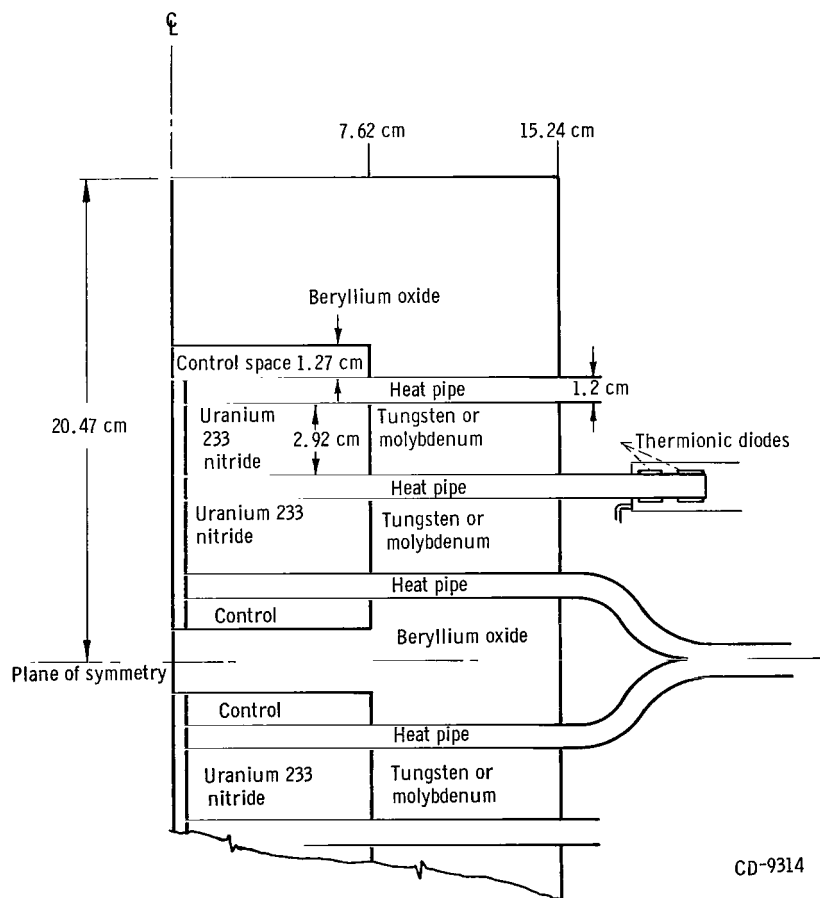 ℄
7.62 cm
15.24 cm
Beryllium oxide
Control space 1.27 cm
Heat pipe
1.2 cm
20.47 cm
Uranium
233
nitride
2.92 cm
Tungsten or
molybdenum
Thermionic diodes
Heat pipe
Uranium 233
nitride
Tungsten or
molybdenum
Heat pipe
Control
Beryllium oxide
Plane of symmetry
Control
Heat pipe
Uranium 233
nitride
Tungsten or
molybdenum
CD-9314